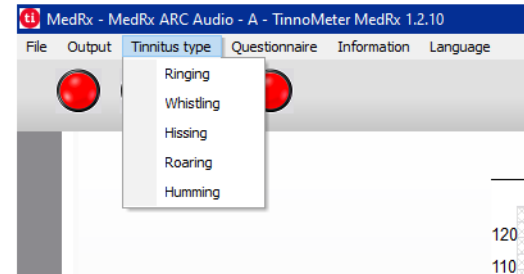 ti MedRx - MedRx ARC Audio - A - TinnoMeter MedRx 1.2.10
File Output Tinnitus type Questionnaire Information Language
Ringing
Whistling
Hissing
Roaring
Humming
120
110